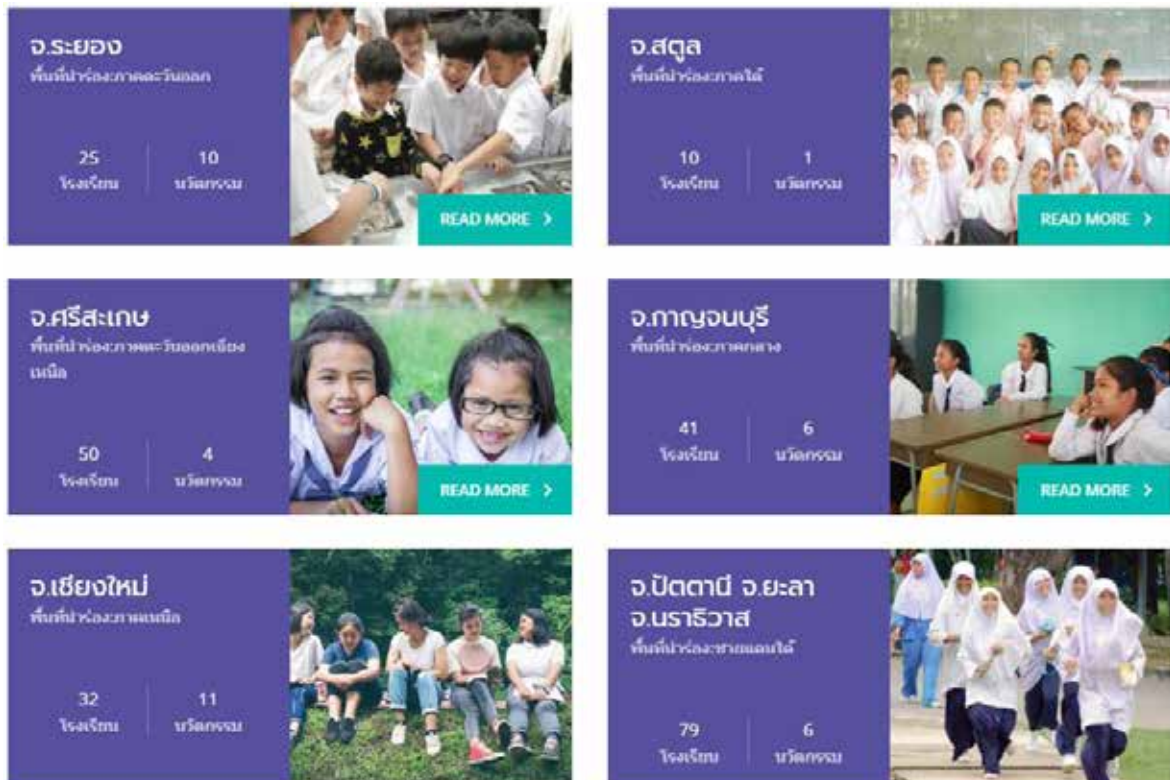 จ.ระยอง
พื้นที่นำร่อง:ภาคตะวันออก
25 10
โรงเรียน นวัตกรรม
READ MORE >
จ.สตูล
พื้นที่นำร่อง:ภาคใต้
10 1
โรงเรียน นวัตกรรม
READ MORE >
จ.ศรีสะเกษ
พื้นที่นำร่อง:ภาคตะวันออกเฉียง
เหนือ
50 4
โรงเรียน นวัตกรรม
READ MORE >
จ.กาญจนบุรี
พื้นที่นำร่อง:ภาคกลาง
41 6
โรงเรียน นวัตกรรม
READ MORE >
จ.เชียงใหม่
พื้นที่นำร่อง:ภาคเหนือ
32 11
โรงเรียน นวัตกรรม
จ.ปัตตานี จ.ยะลา
จ.นราธิวาส
พื้นที่นำร่อง:ชายแดนใต้
79 6
โรงเรียน นวัตกรรม